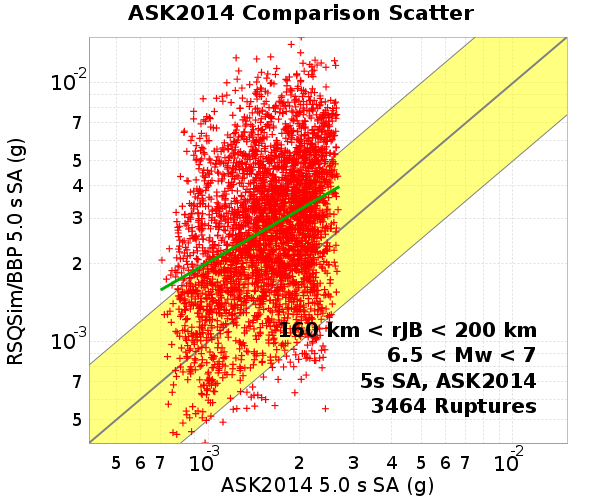 ASK2014 Comparison Scatter
RSQSim/BBP 5.0 s SA (g)
10⁻²
7
5
4
3
2
10⁻³
7
5
160 km < rJB < 200 km
6.5 < Mw < 7
5s SA, ASK2014
3464 Ruptures
5 6 7 10⁻³ 2 3 4 5 6 7 10⁻²
ASK2014 5.0 s SA (g)